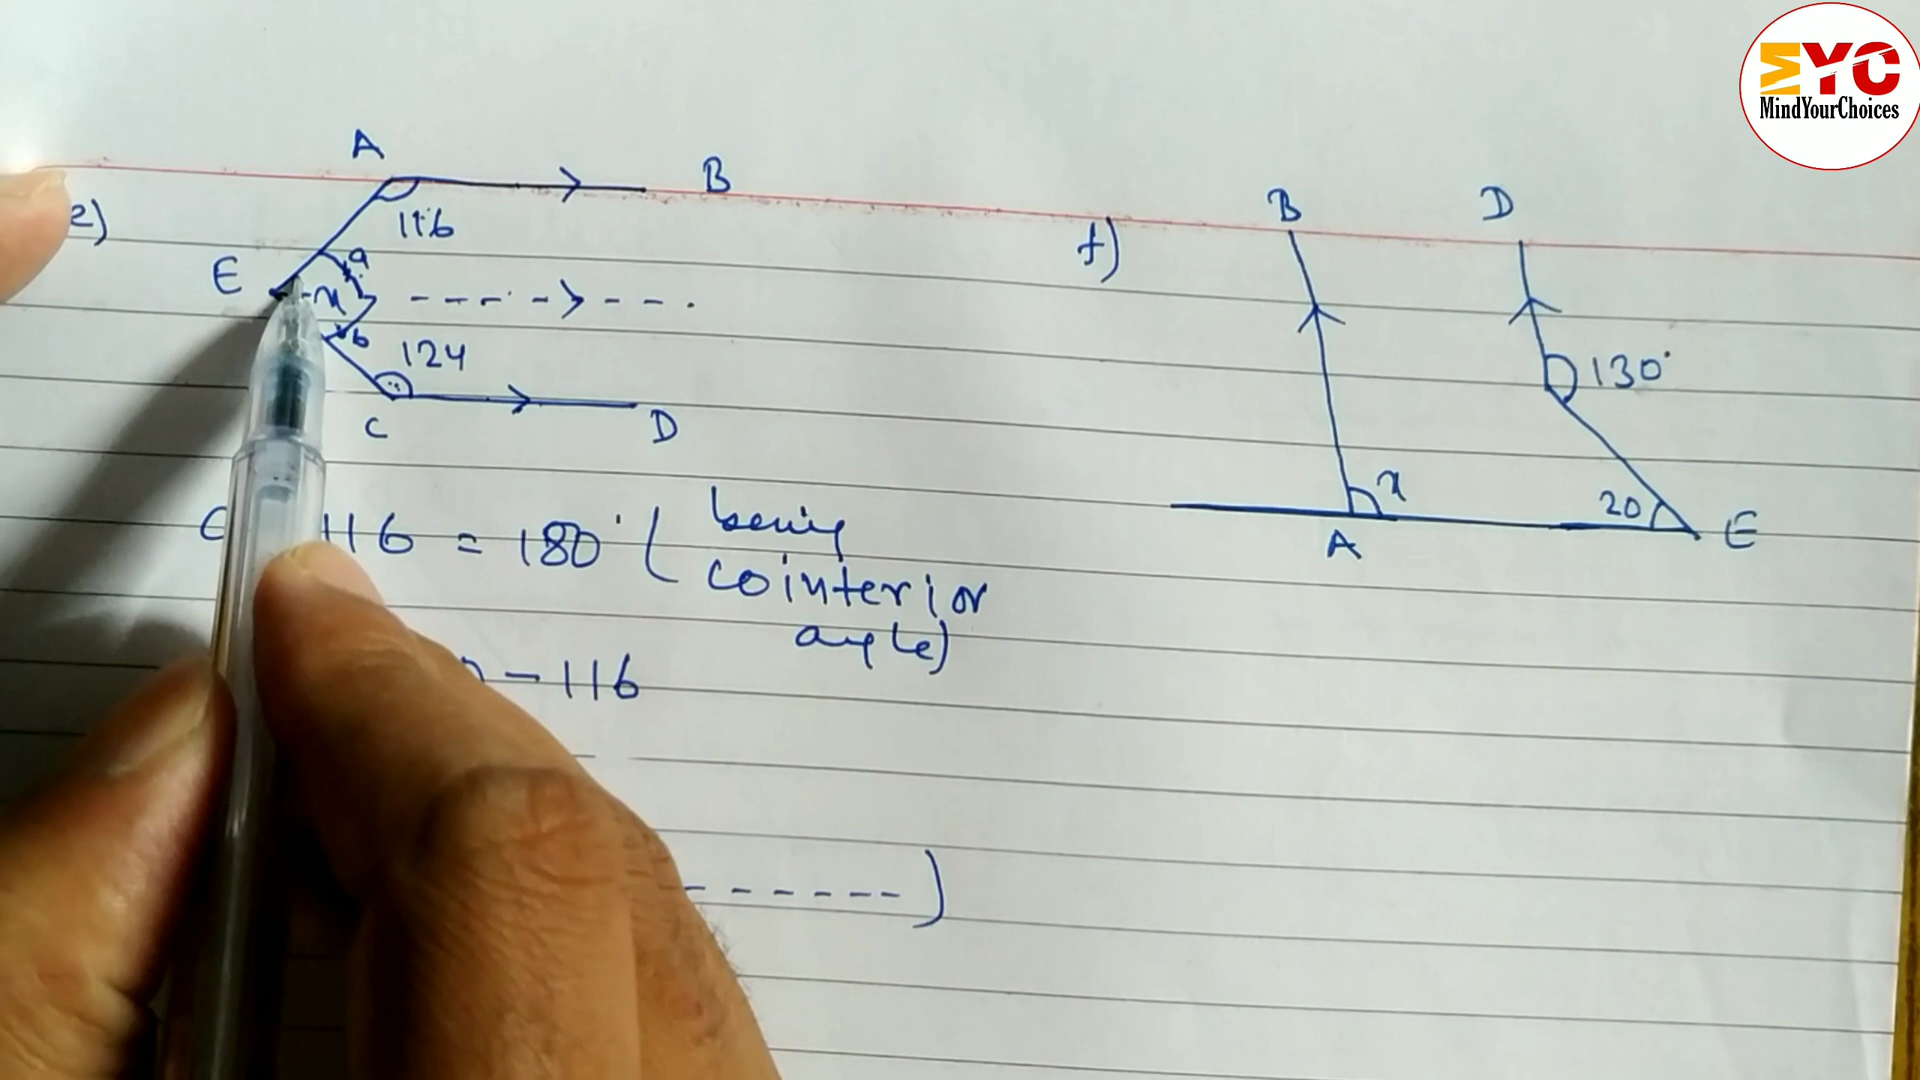 MYC
MindYourChoices
e)
A
B
116
E
a
x
b
124
C
D
116 = 180° ( being
cointerior
angle)
- 116
- - - - - - - )
f)
B
D
130°
x
20
A
E